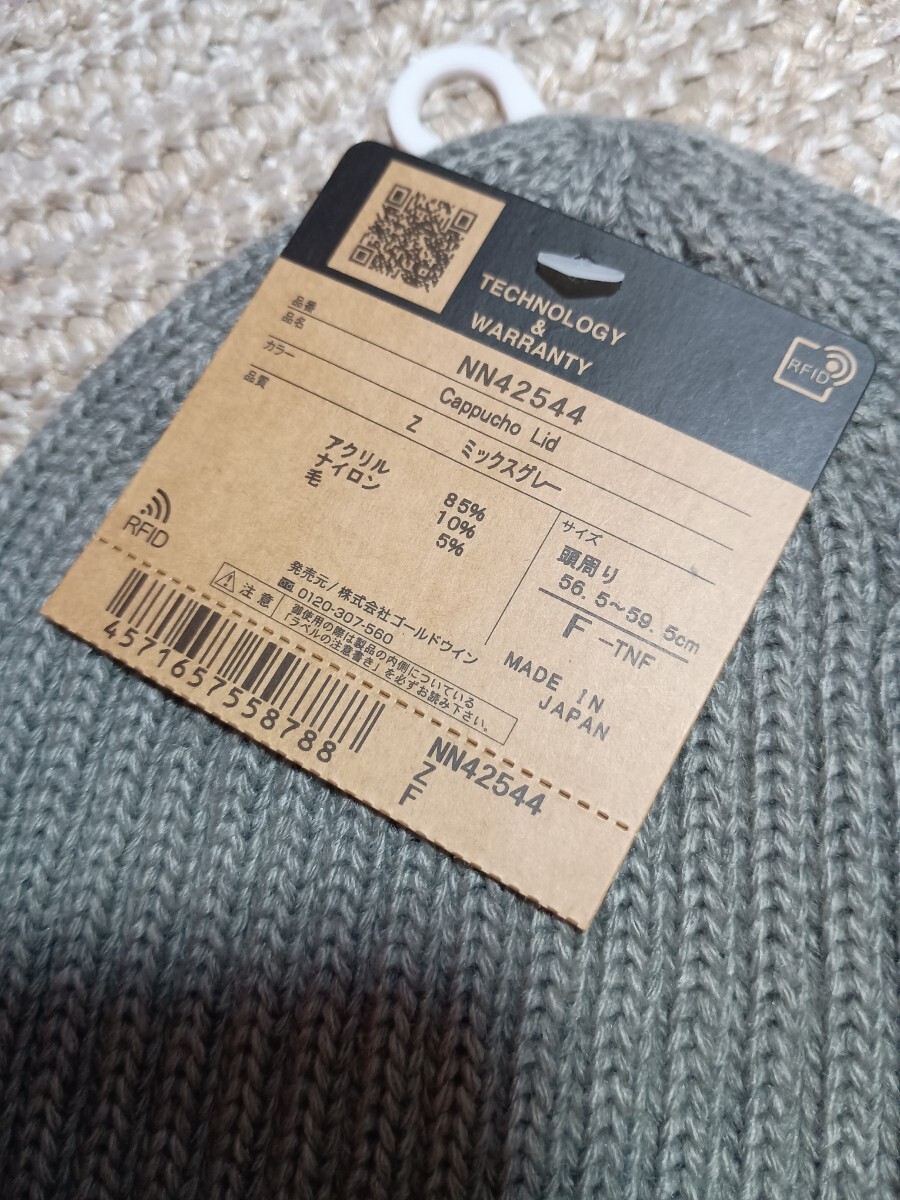 TECHNOLOGY
&
WARRANTY
RFID
品番
NN42544
品名
Cappucho Lid
カラー
Z ミックスグレー
品質
アクリル 85%
ナイロン 10%
毛 5%
サイズ
頭周り
56.5〜59.5cm
F -TNF
MADE IN
JAPAN
RFID
発売元/株式会社ゴールドウイン
0120-307-560
注意
御使用の際は製品の内側についている
「ラベルの注意書き」を必ずお読み下さい。
4571657558788
NN42544
Z
F